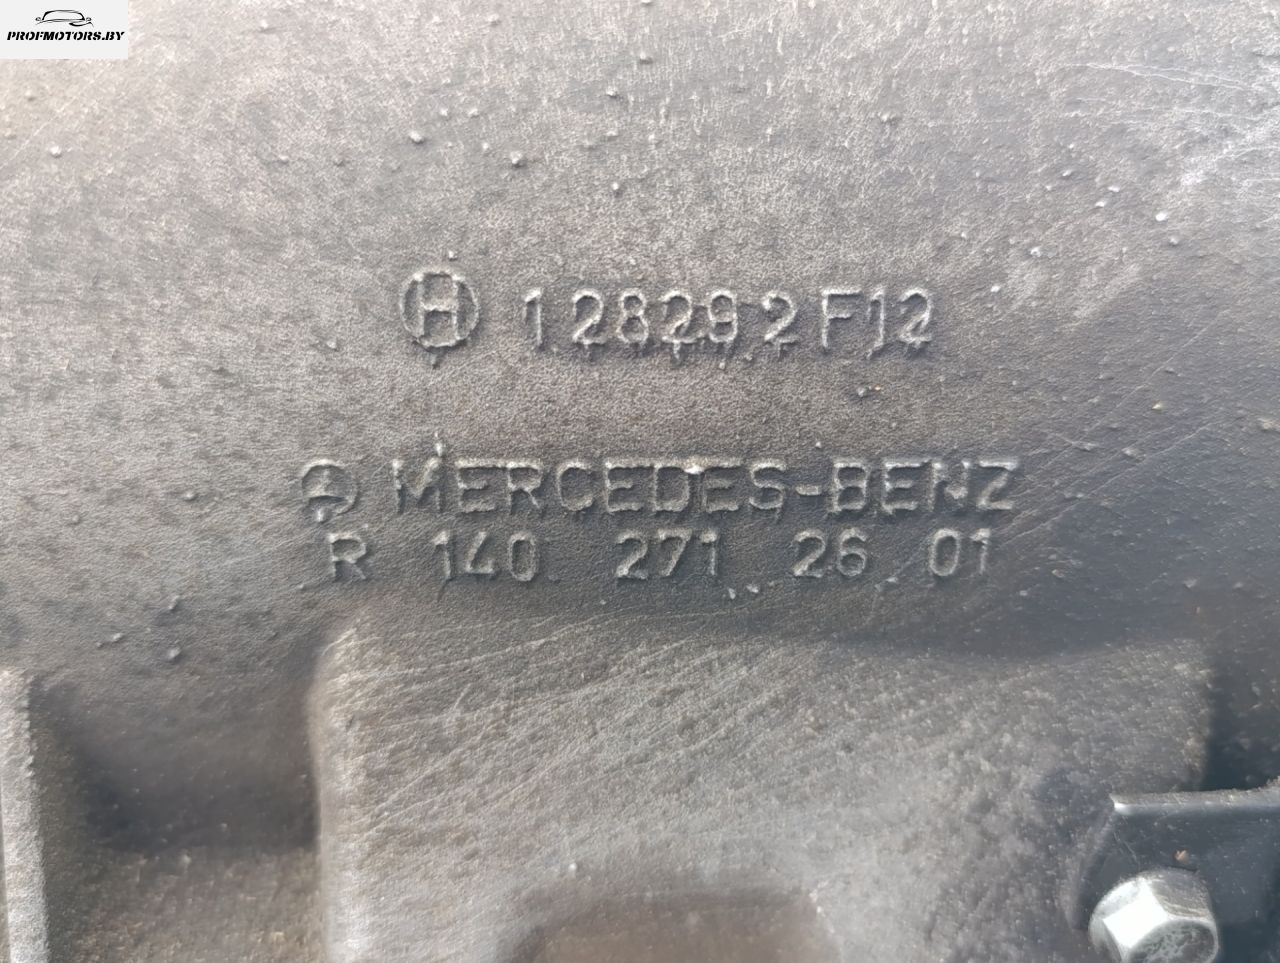 PROFMOTORS.BY
H 128292F12
MERCEDES-BENZ
R 140 271 26 01